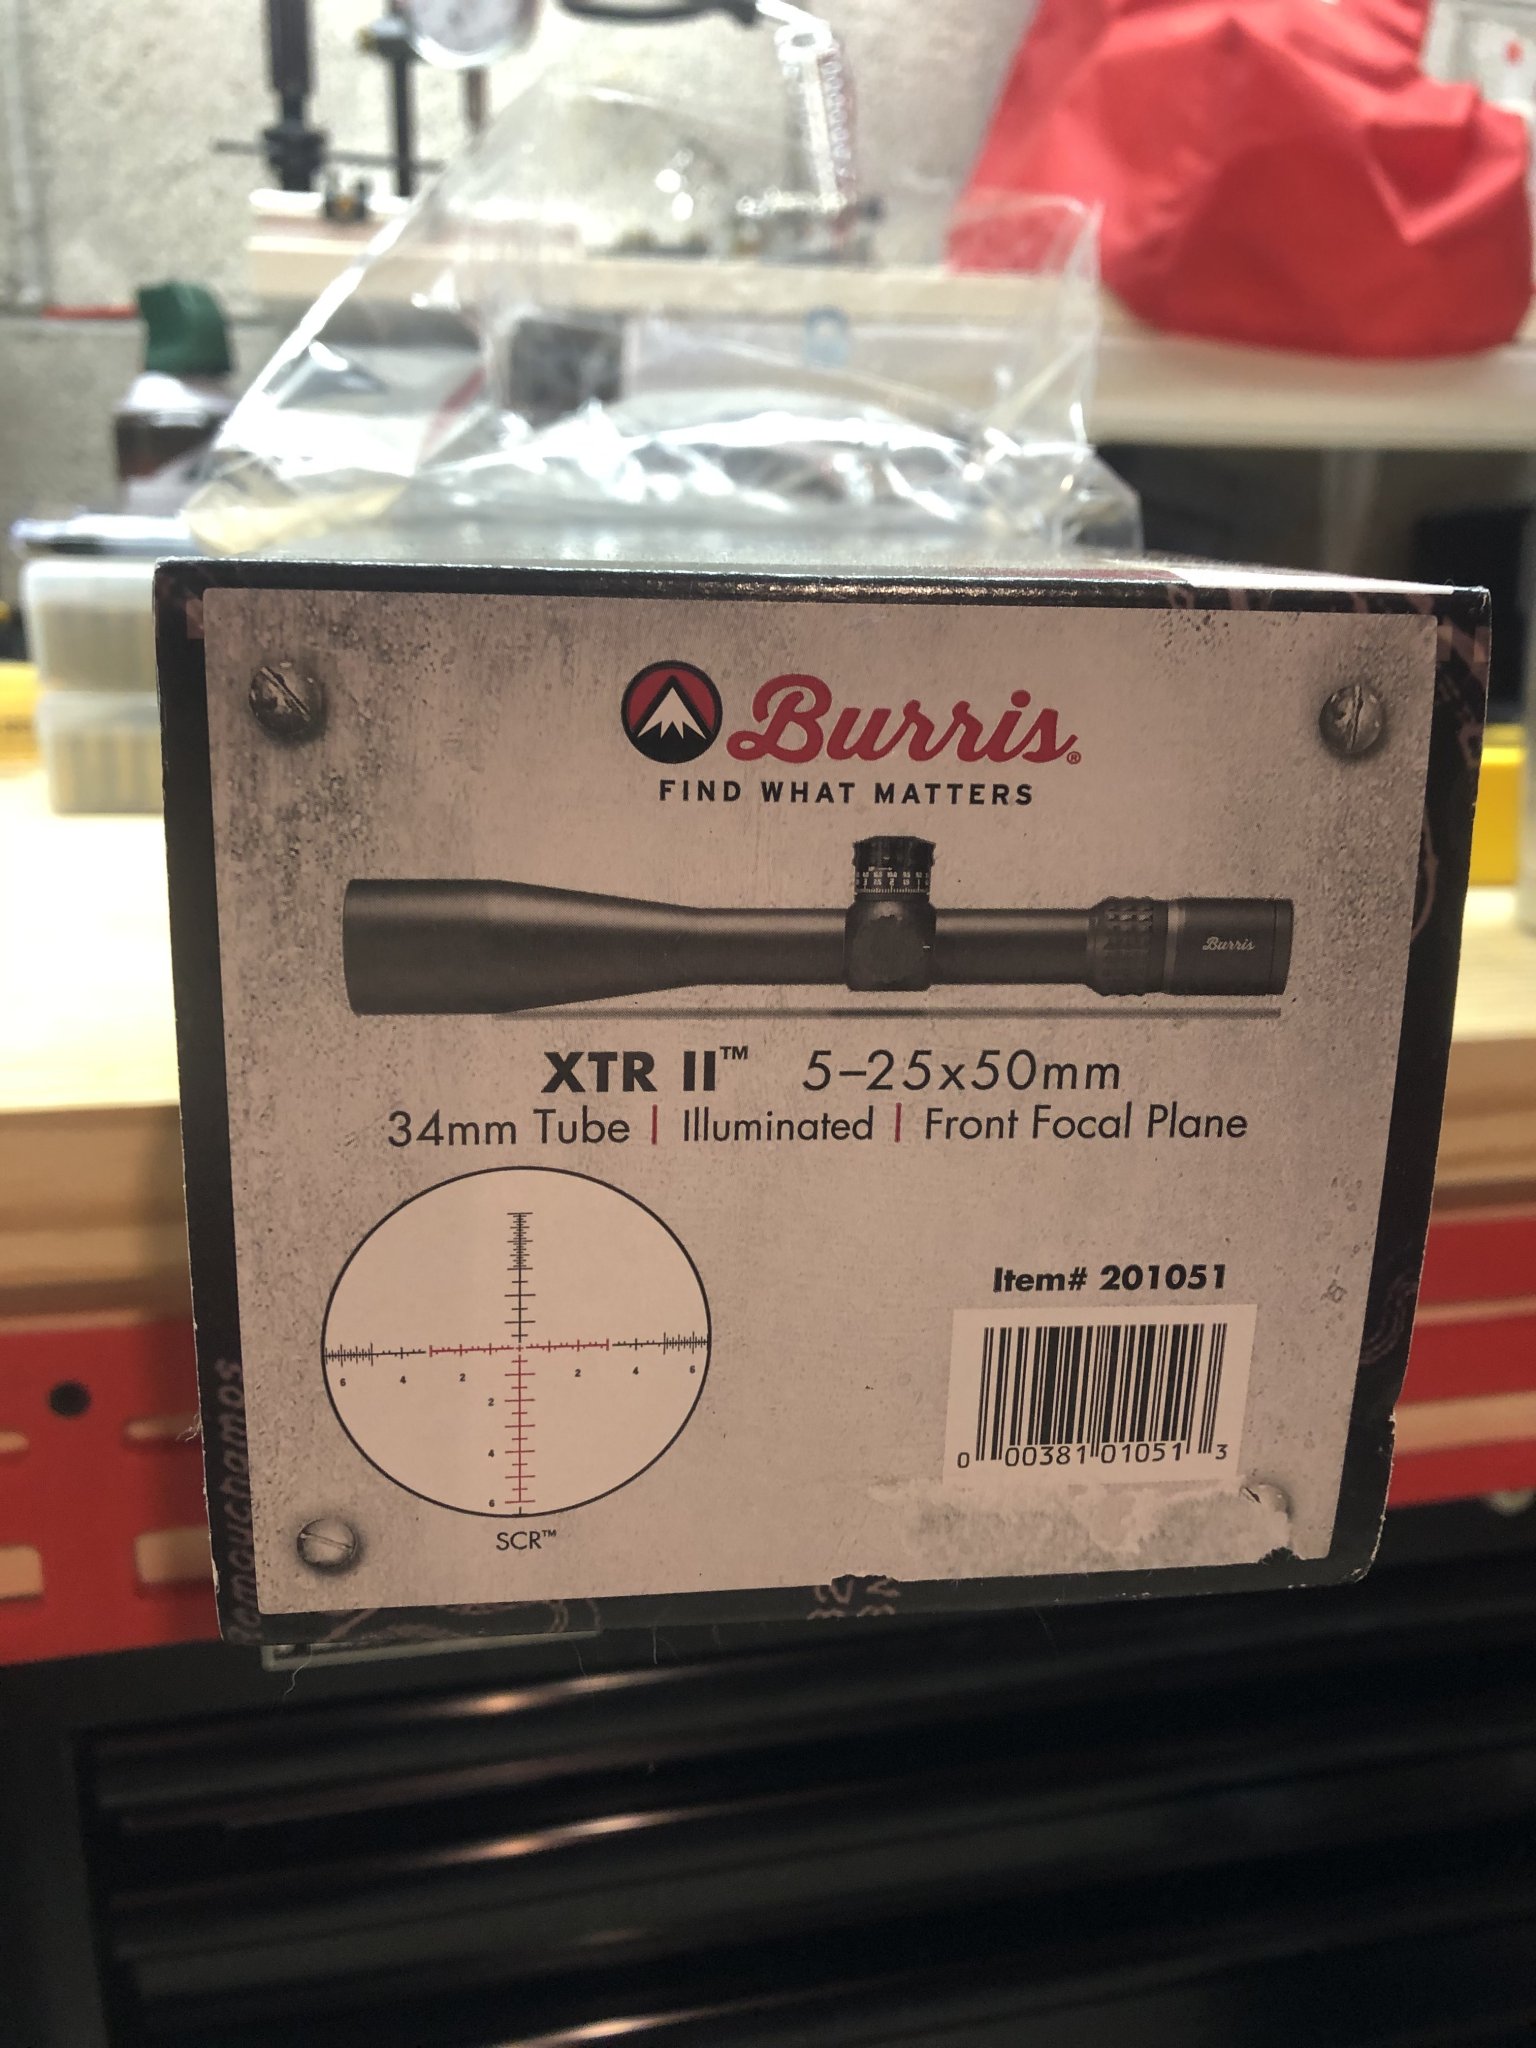 Burris®
FIND WHAT MATTERS
Burris
XTR II™ 5-25x50mm
34mm Tube | Illuminated | Front Focal Plane
Item# 201051
6 4 2 2 4 6
2
4
6
0 00381 01051 3
SCR™